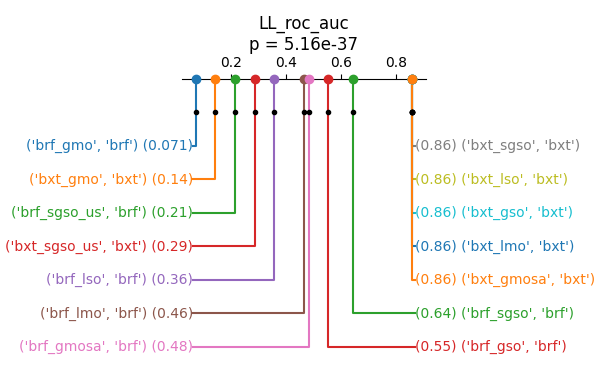 LL_roc_auc
p = 5.16e-37
0.2 0.4 0.6 0.8
('brf_gmo', 'brf') (0.071) (0.86) ('bxt_sgso', 'bxt')
('bxt_gmo', 'bxt') (0.14) (0.86) ('bxt_lso', 'bxt')
('brf_sgso_us', 'brf') (0.21) (0.86) ('bxt_gso', 'bxt')
('bxt_sgso_us', 'bxt') (0.29) (0.86) ('bxt_lmo', 'bxt')
('brf_lso', 'brf') (0.36) (0.86) ('bxt_gmosa', 'bxt')
('brf_lmo', 'brf') (0.46) (0.64) ('brf_sgso', 'brf')
('brf_gmosa', 'brf') (0.48) (0.55) ('brf_gso', 'brf')